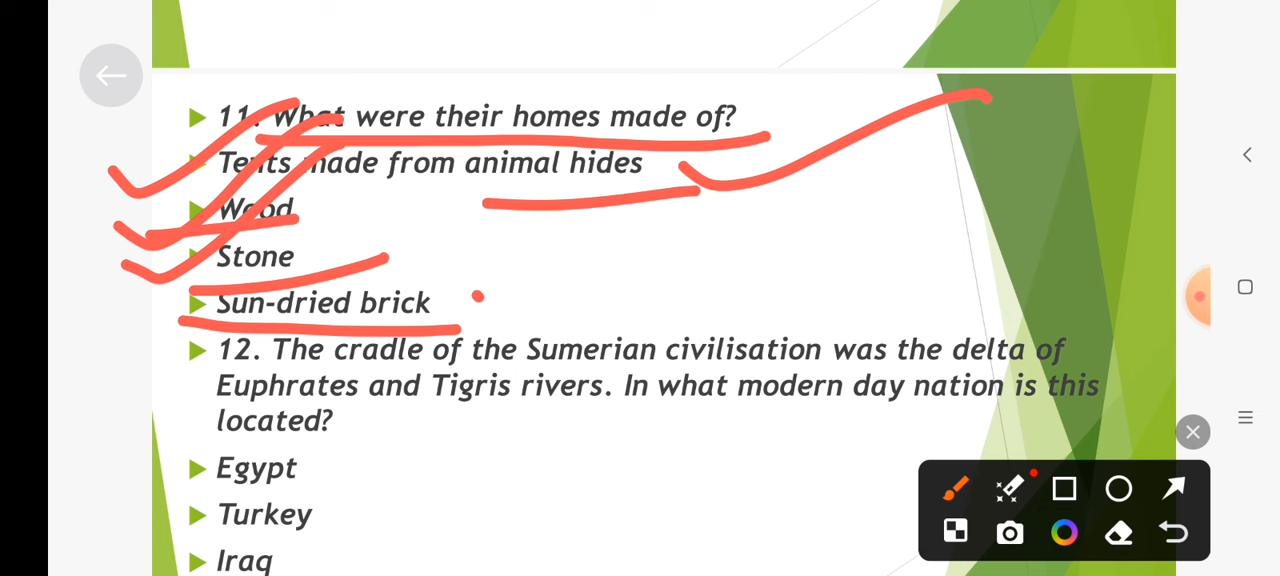 11. What were their homes made of?
Tents made from animal hides
Wood
Stone
Sun-dried brick
12. The cradle of the Sumerian civilisation was the delta of
Euphrates and Tigris rivers. In what modern day nation is this
located?
Egypt
Turkey
Iraq